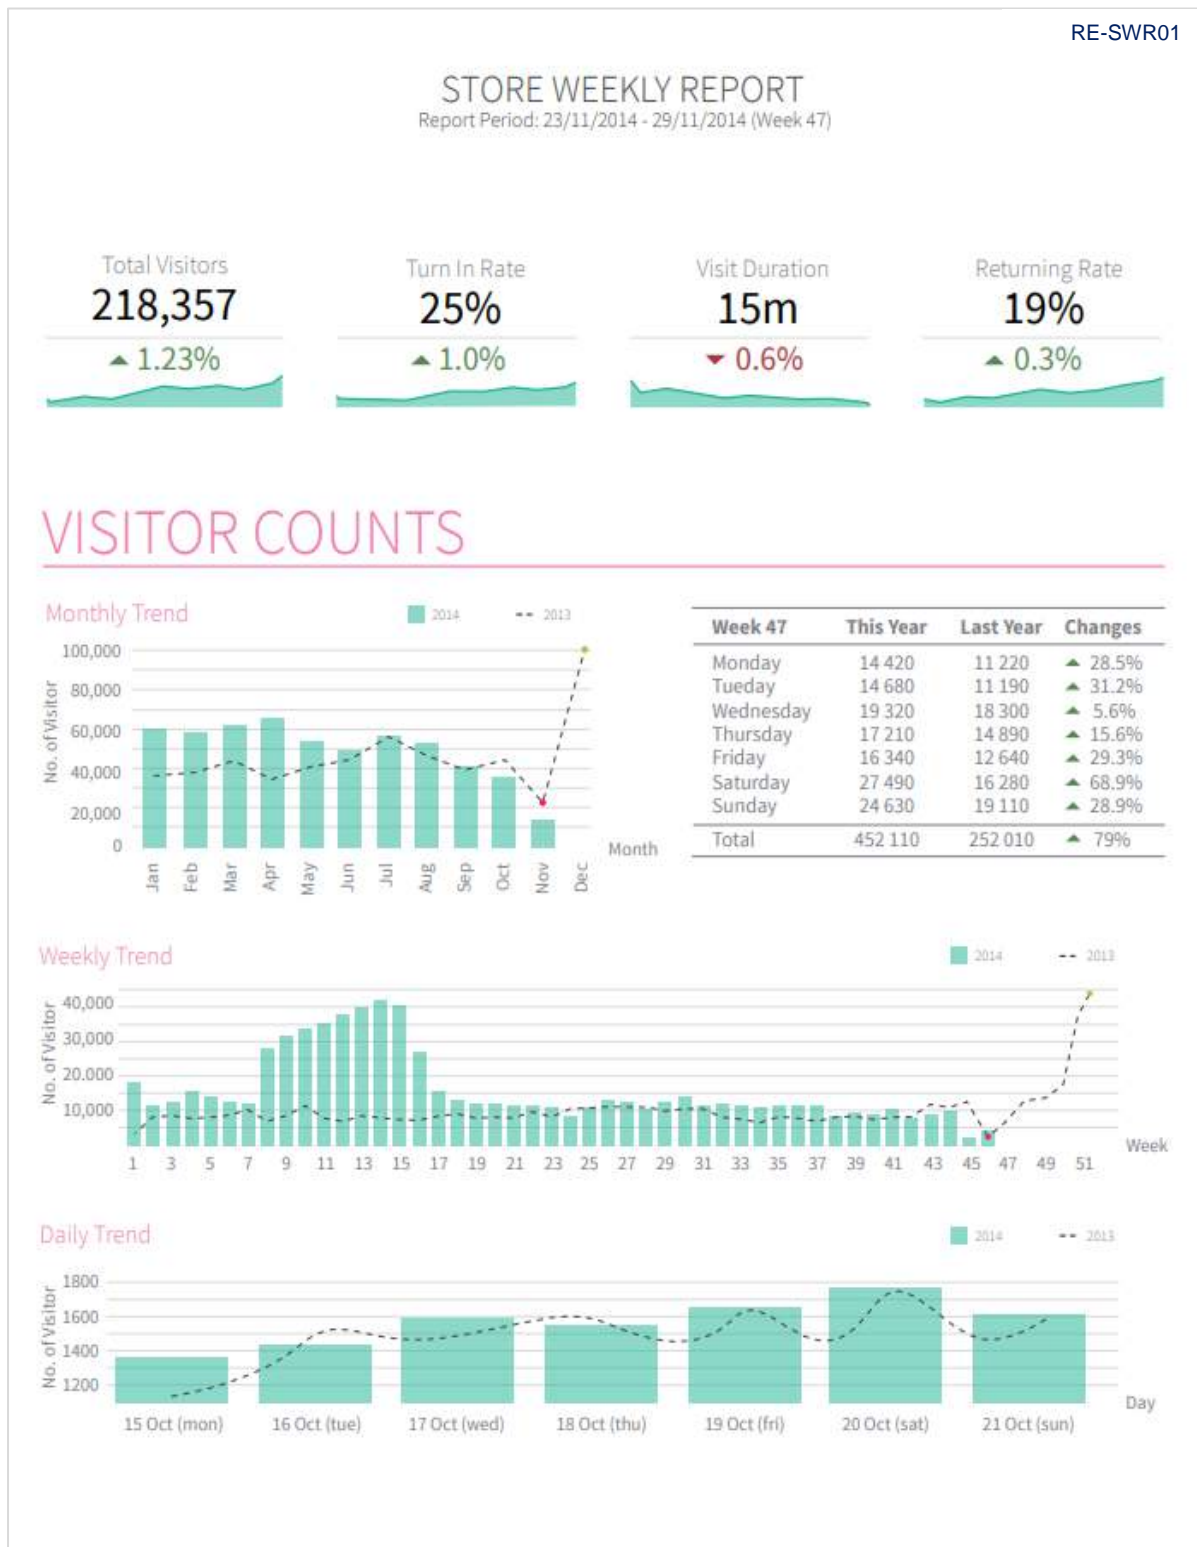 RE-SWR01
STORE WEEKLY REPORT
Report Period: 23/11/2014 - 29/11/2014 (Week 47)
Total Visitors
218,357
1.23%
Turn In Rate
25%
1.0%
Visit Duration
15m
0.6%
Returning Rate
19%
0.3%
VISITOR COUNTS
Monthly Trend
2014
2013
No. of Visitor
100,000
80,000
60,000
40,000
20,000
0
Jan Feb Mar Apr May Jun Jul Aug Sep Oct Nov Dec
Month
Week 47 This Year Last Year Changes
Monday 14 420 11 220 28.5%
Tueday 14 680 11 190 31.2%
Wednesday 19 320 18 300 5.6%
Thursday 17 210 14 890 15.6%
Friday 16 340 12 640 29.3%
Saturday 27 490 16 280 68.9%
Sunday 24 630 19 110 28.9%
Total 452 110 252 010 79%
Weekly Trend
2014
2013
No. of Visitor
40,000
30,000
20,000
10,000
1 3 5 7 9 11 13 15 17 19 21 23 25 27 29 31 33 35 37 39 41 43 45 47 49 51
Week
Daily Trend
2014
2013
No. of Visitor
1800
1600
1400
1200
15 Oct (mon) 16 Oct (tue) 17 Oct (wed) 18 Oct (thu) 19 Oct (fri) 20 Oct (sat) 21 Oct (sun)
Day